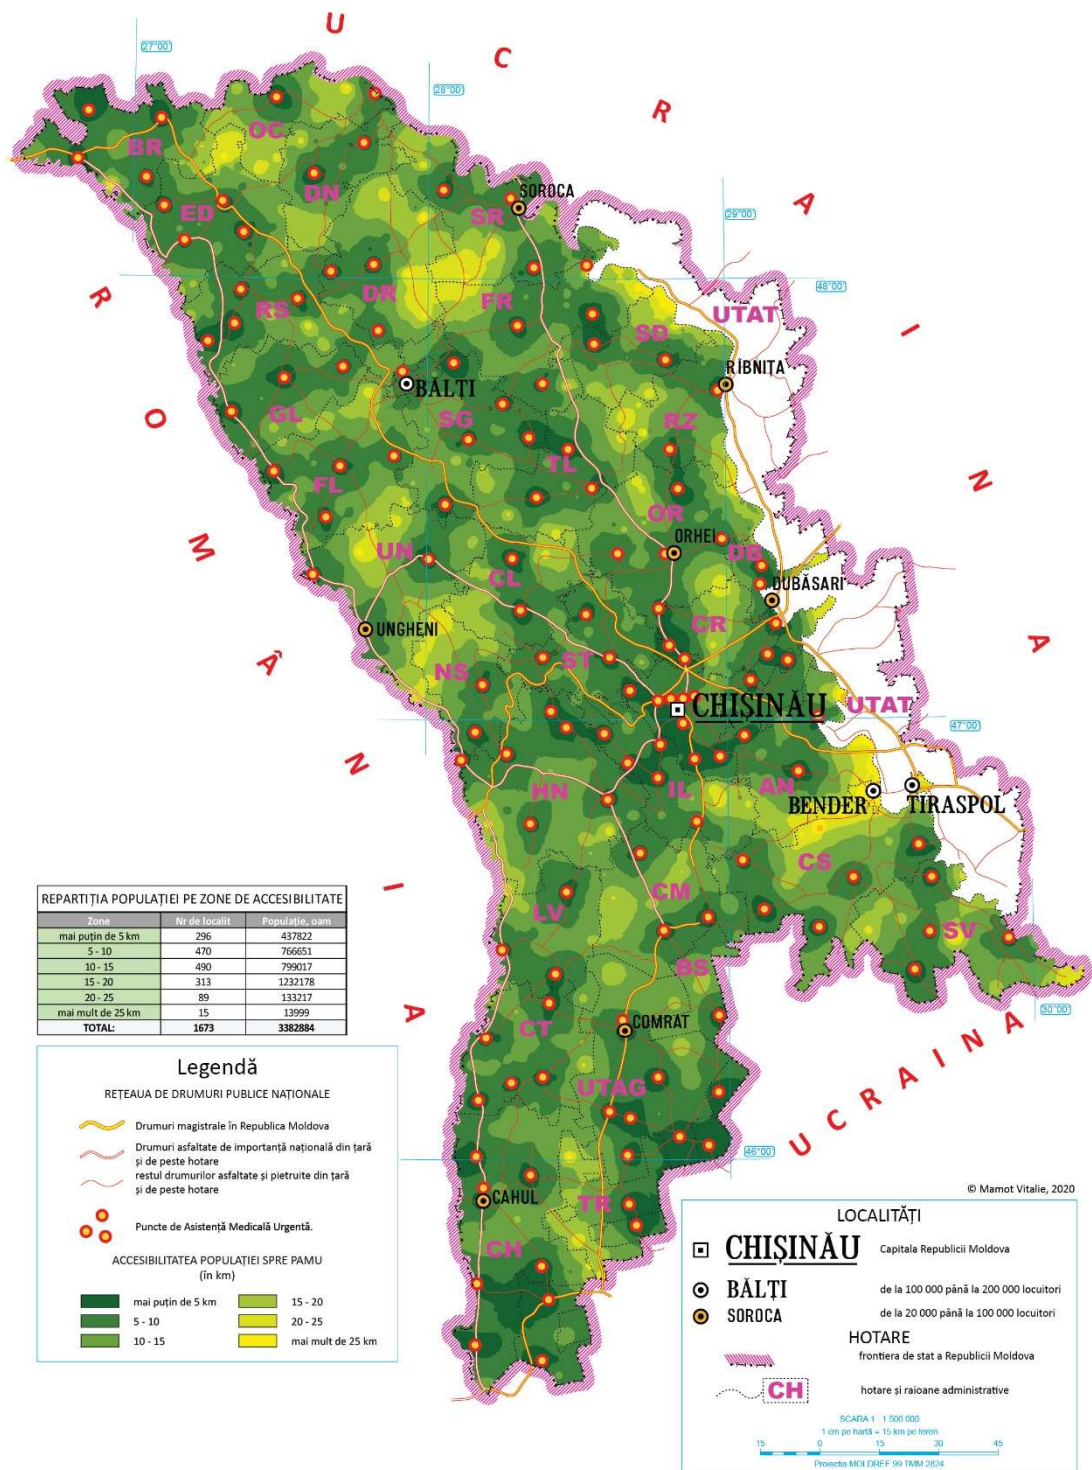 U C R A I N A
27°00'
28°00'
OC
BR
DN
SOROCA
SR
ED
29°00'
48°00'
R O M Â N I A
RS
DR
FR
UTAT
SD
RÎBNIȚA
BĂLȚI
GL
SG
RZ
TL
FL
OR
ORHEI
UN
DB
CL
DUBĂSARI
UNGHENI
CR
ST
NS
CHIȘINĂU
UTAT
47°00'
HN
IL
AN
BENDER
TIRASPOL
CS
CM
LV
SV
BS
30°00'
CT
COMRAT
UTAG
UCRAINA
46°00'
TR
CAHUL
CH
REPARTIȚIA POPULAȚIEI PE ZONE DE ACCESIBILITATE
Zone Nr de localit Populație, oam
mai puțin de 5 km 296 437822
5 - 10 470 766651
10 - 15 490 799017
15 - 20 313 1232178
20 - 25 89 133217
mai mult de 25 km 15 13999
TOTAL: 1673 3382884
Legendă
REȚEAUA DE DRUMURI PUBLICE NAȚIONALE
Drumuri magistrale în Republica Moldova
Drumuri asfaltate de importanță națională din țară
și de peste hotare
restul drumurilor asfaltate și pietruite din țară
și de peste hotare
Puncte de Asistență Medicală Urgentă.
ACCESIBILITATEA POPULAȚIEI SPRE PAMU
(în km)
mai puțin de 5 km 15 - 20
5 - 10 20 - 25
10 - 15 mai mult de 25 km
© Mamot Vitalie, 2020
LOCALITĂȚI
CHIȘINĂU Capitala Republicii Moldova
BĂLȚI de la 100 000 până la 200 000 locuitori
SOROCA de la 20 000 până la 100 000 locuitori
HOTARE
frontiera de stat a Republicii Moldova
CH hotare și raioane administrative
SCARA 1 : 1 500 000
1 cm pe hartă = 15 km pe teren
15 0 15 30 45
Proiecția MOLDREF 99 TMM 2824